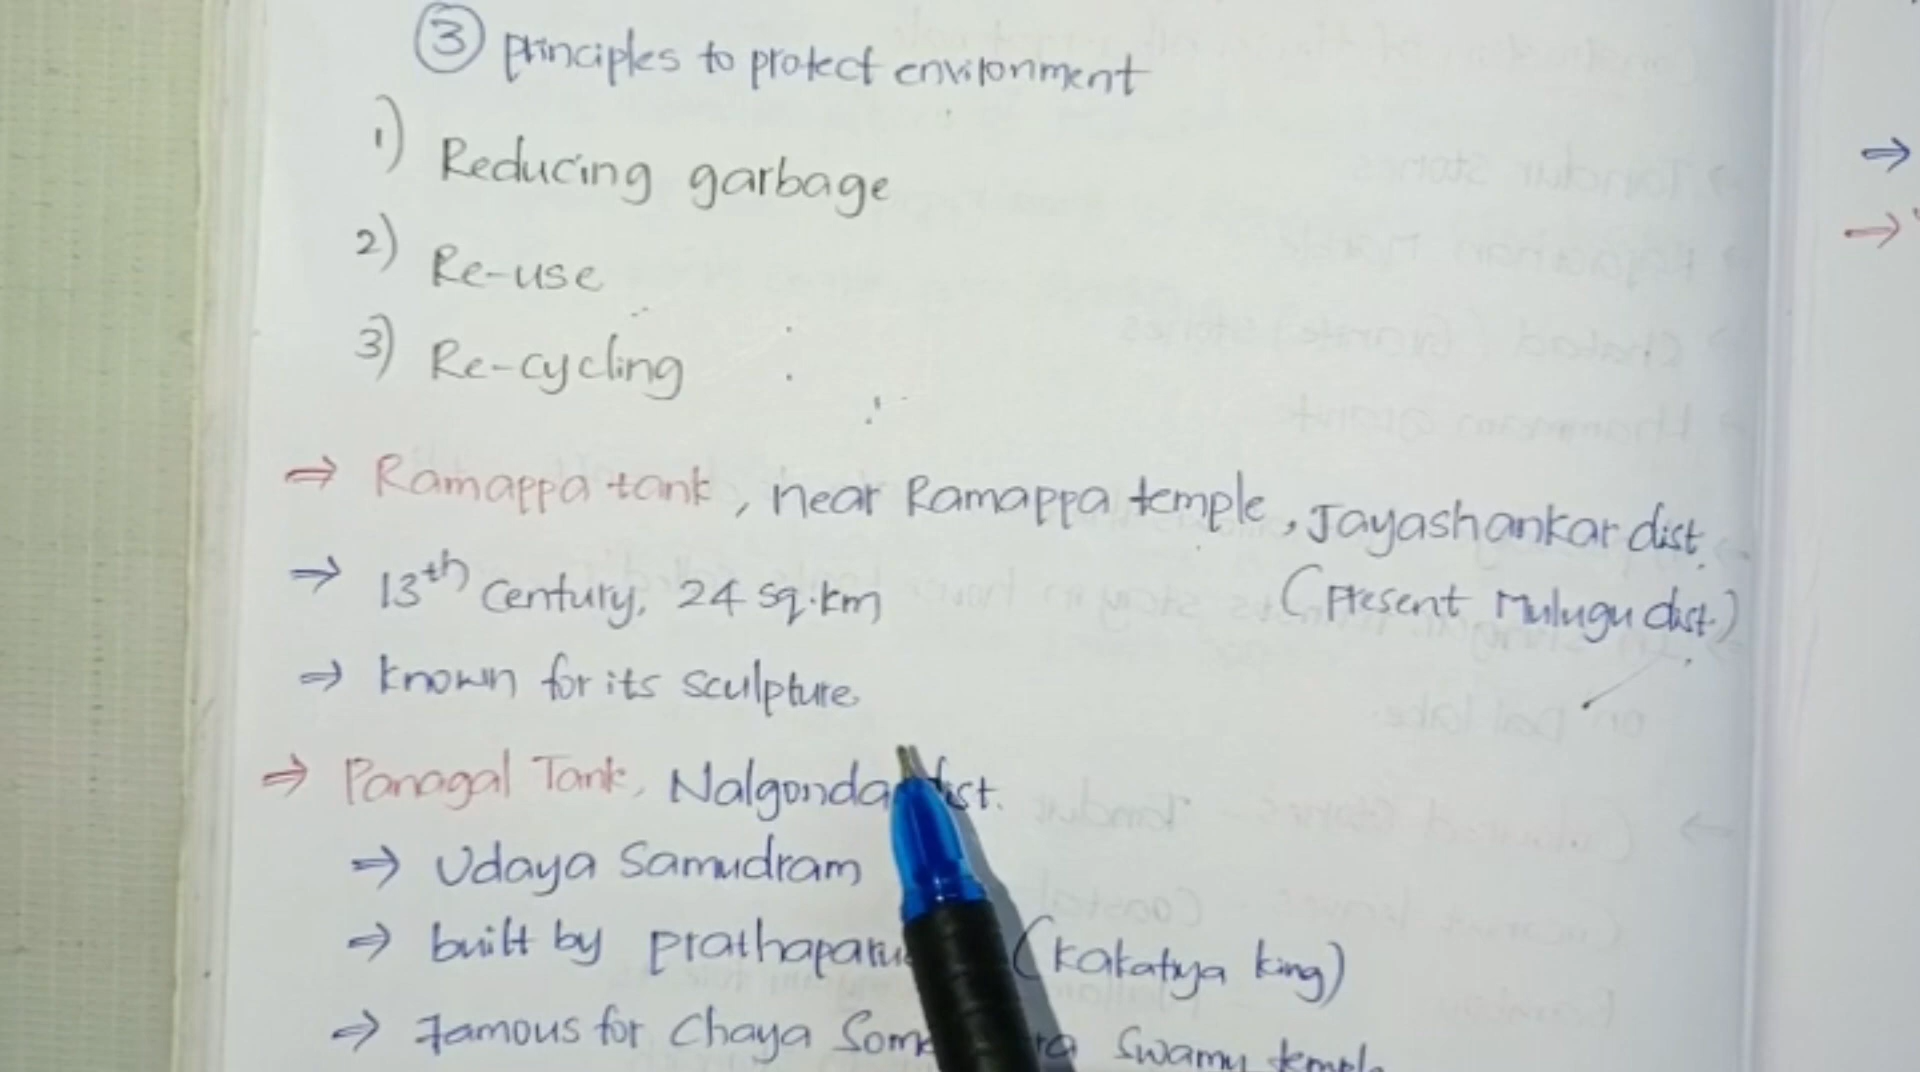 ③ principles to protect environment
1) Reducing garbage
2) Re-use
3) Re-cycling
⇒ Ramappa tank, near Ramappa temple, Jayashankar dist.
(present Mulugu dist.)
⇒ 13th Century, 24 sq.km
⇒ known for its sculpture
⇒ Panagal Tank, Nalgonda
⇒ Udaya Samudram
⇒ built by (kakatiya king)
⇒ famous for Chaya Swamy temple